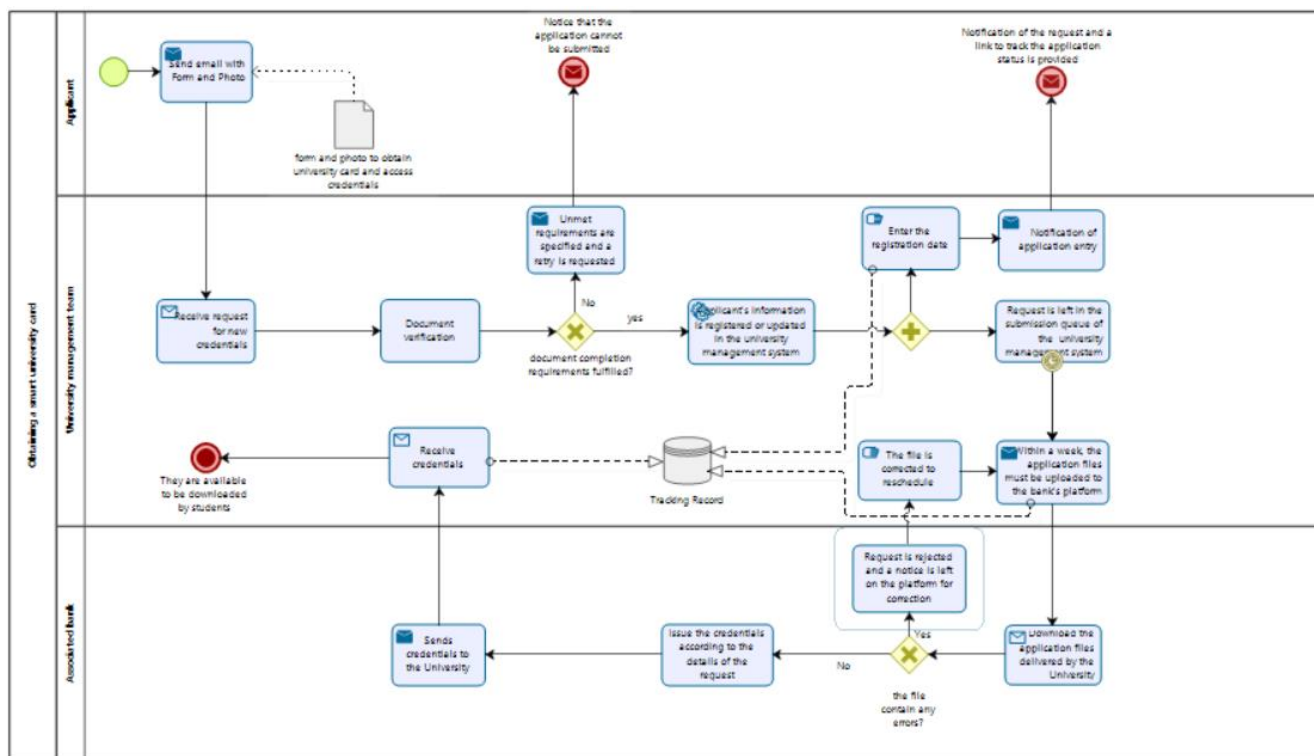 Obtaining a smart university card
Applicant
Send email with
Form and Photo
form and photo to obtain
university card and access
credentials
Notice that the
application cannot
be submitted
Notification of the request and a
link to track the application
status is provided
University management team
Unmet
requirements are
specified and a
retry is requested
Enter the
registration date
Notification of
application entry
Receive request
for new
credentials
Document
verification
No
yes
document completion
requirements fulfilled?
Applicant's information
is registered or updated
in the university
management system
Request is left in the
submission queue of
the university
management system
They are available
to be downloaded
by students
Receive
credentials
Tracking Record
The file is
corrected to
reschedule
Within a week, the
application files
must be uploaded to
the bank's platform
Associated bank
Request is rejected
and a notice is left
on the platform for
correction
Sends
credentials to
the University
Issue the credentials
according to the
details of the
request
Yes
No
the file
contain any
errors?
Download the
application files
delivered by the
University